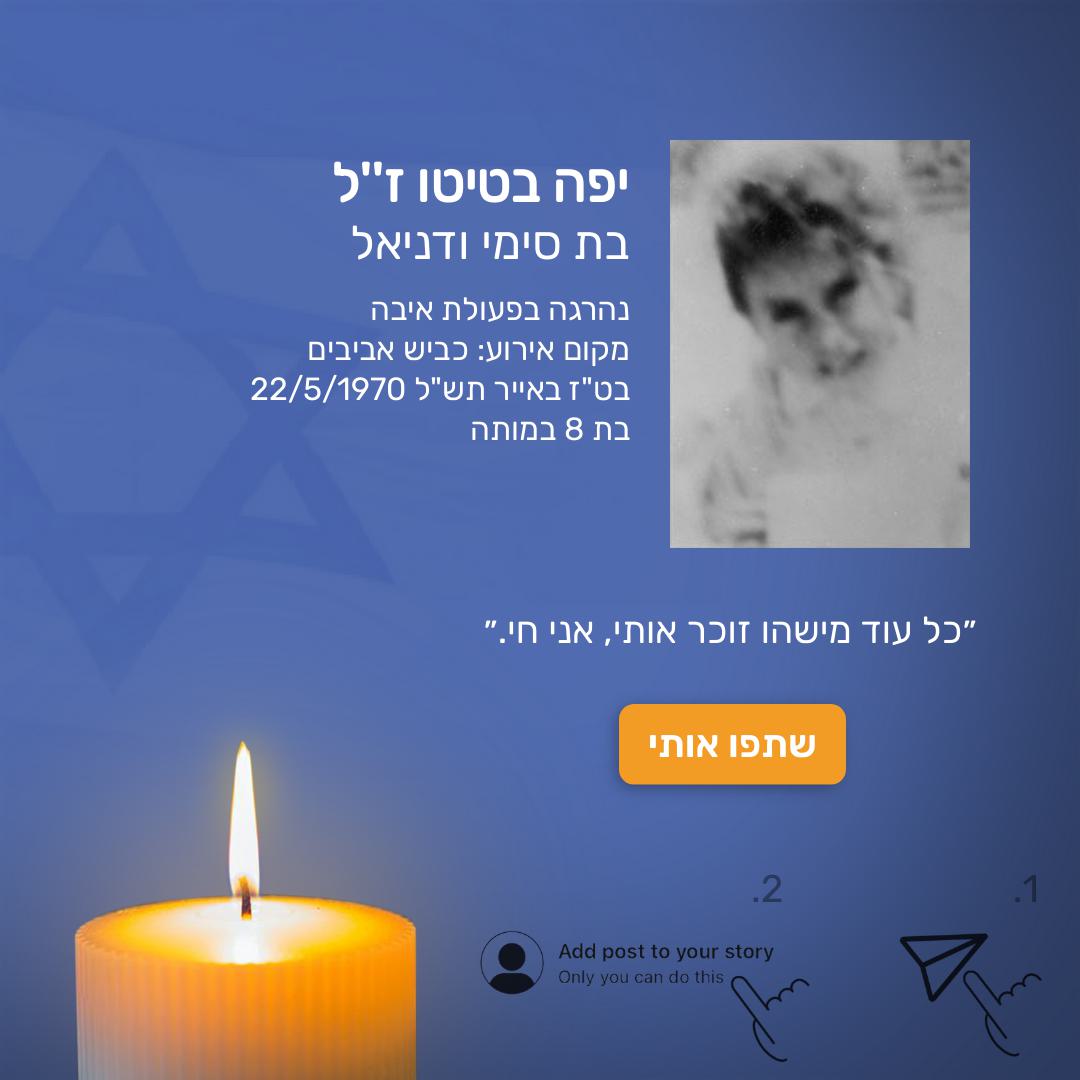 יפה בטיטו ז"ל
בת סימי ודניאל
נהרגה בפעולת איבה
מקום אירוע: כביש אביבים
בט"ז באייר תש"ל 22/5/1970
בת 8 במותה
״כל עוד מישהו זוכר אותי, אני חי.״
שתפו אותי
1.
2.
Add post to your story
Only you can do this